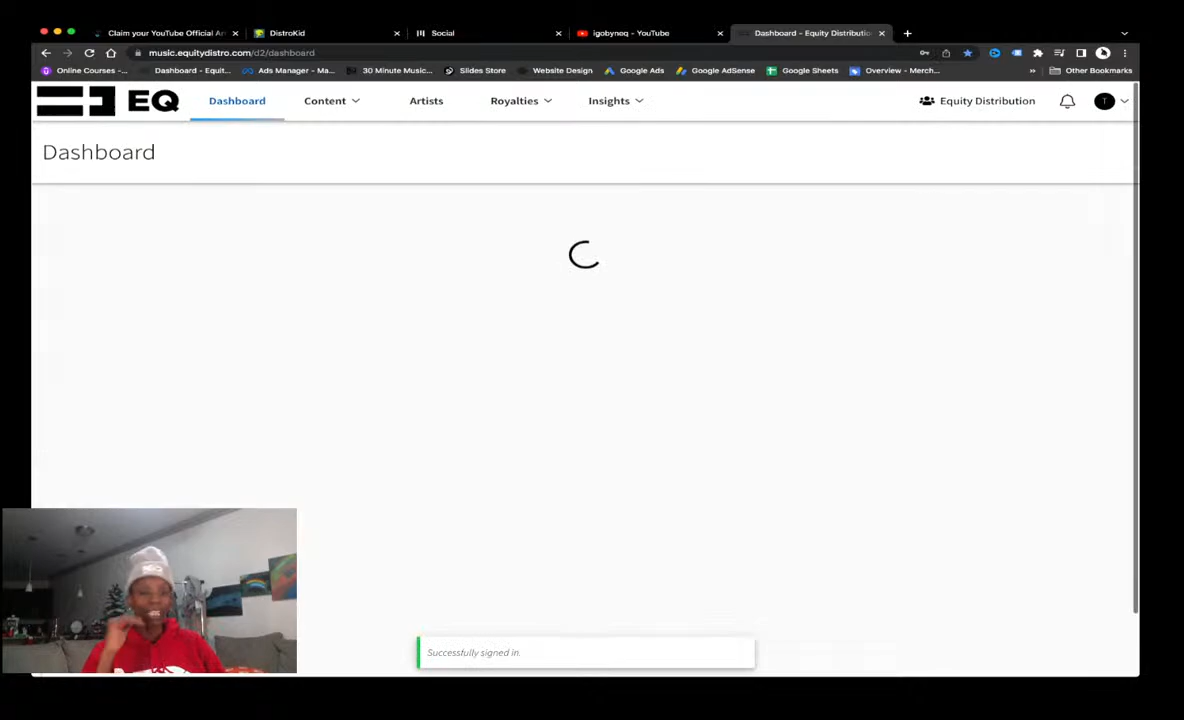 Claim your YouTube Official Ar
DistroKid
Social
igobyneq - YouTube
Dashboard - Equity Distributio
music.equitydistro.com/d2/dashboard
Online Courses -...
Dashboard - Equit...
Ads Manager - Ma...
30 Minute Music...
Slides Store
Website Design
Google Ads
Google AdSense
Google Sheets
Overview - Merch...
Other Bookmarks
EQ
Dashboard
Content
Artists
Royalties
Insights
Equity Distribution
T
Dashboard
Successfully signed in.